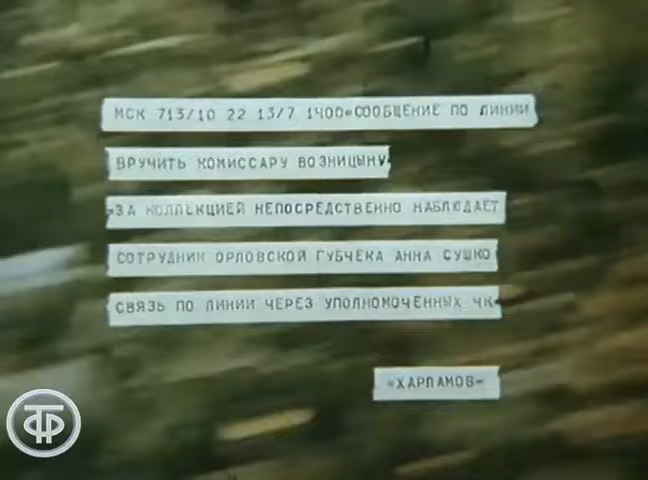 МСК 713/10 22 13/7 1400=СООБЩЕНИЕ ПО ЛИНИИ
ВРУЧИТЬ КОМИССАРУ ВОЗНИЦЫНУ
=ЗА КОЛЛЕКЦИЕЙ НЕПОСРЕДСТВЕННО НАБЛЮДАЕТ
СОТРУДНИК ОРЛОВСКОЙ ГУБЧЕКА АННА СУШКО
СВЯЗЬ ПО ЛИНИИ ЧЕРЕЗ УПОЛНОМОЧЕННЫХ ЧК
=ХАРЛАМОВ=